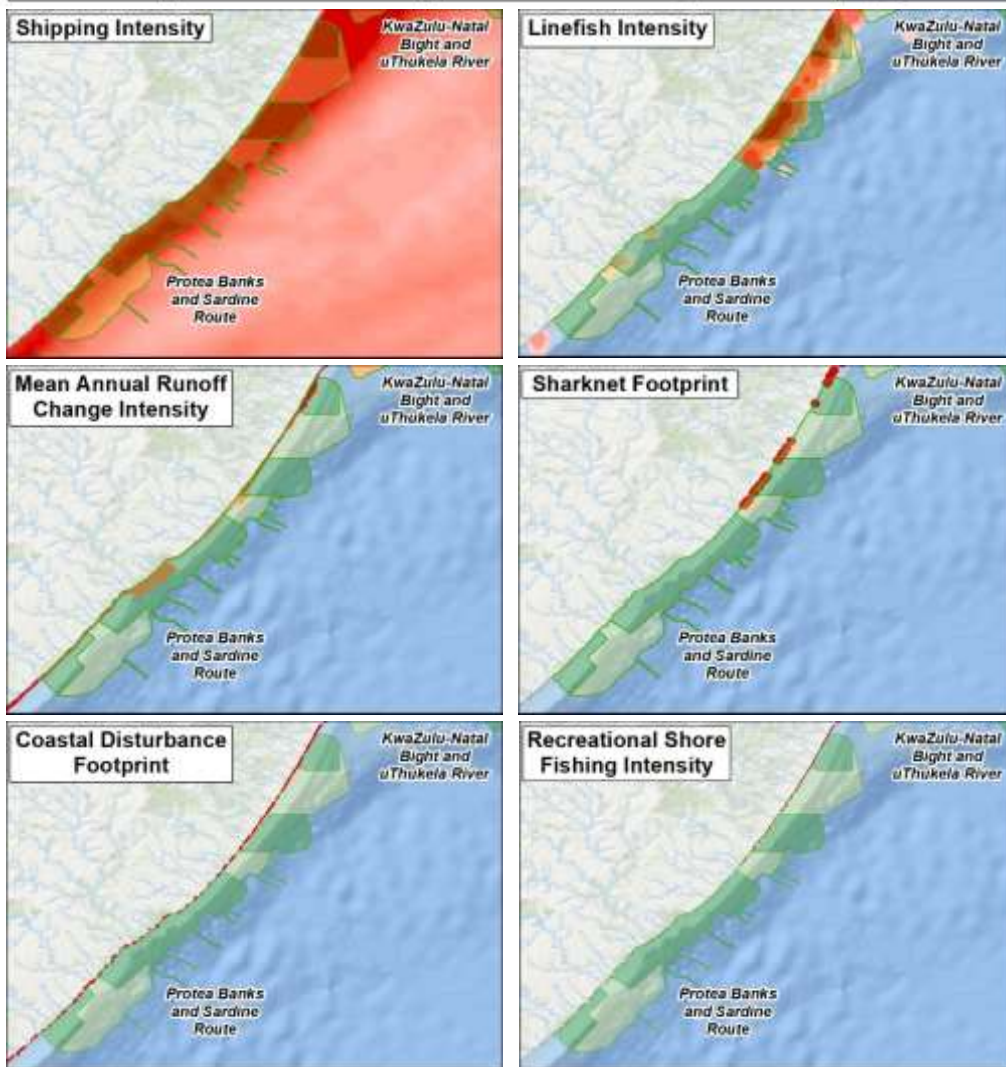 Shipping Intensity
KwaZulu-Natal
Bight and
uThukela River
Protea Banks
and Sardine
Route
Linefish Intensity
KwaZulu-Natal
Bight and
uThukela River
Protea Banks
and Sardine
Route
Mean Annual Runoff
Change Intensity
KwaZulu-Natal
Bight and
uThukela River
Protea Banks
and Sardine
Route
Sharknet Footprint
KwaZulu-Natal
Bight and
uThukela River
Protea Banks
and Sardine
Route
Coastal Disturbance
Footprint
KwaZulu-Natal
Bight and
uThukela River
Protea Banks
and Sardine
Route
Recreational Shore
Fishing Intensity
KwaZulu-Natal
Bight and
uThukela River
Protea Banks
and Sardine
Route